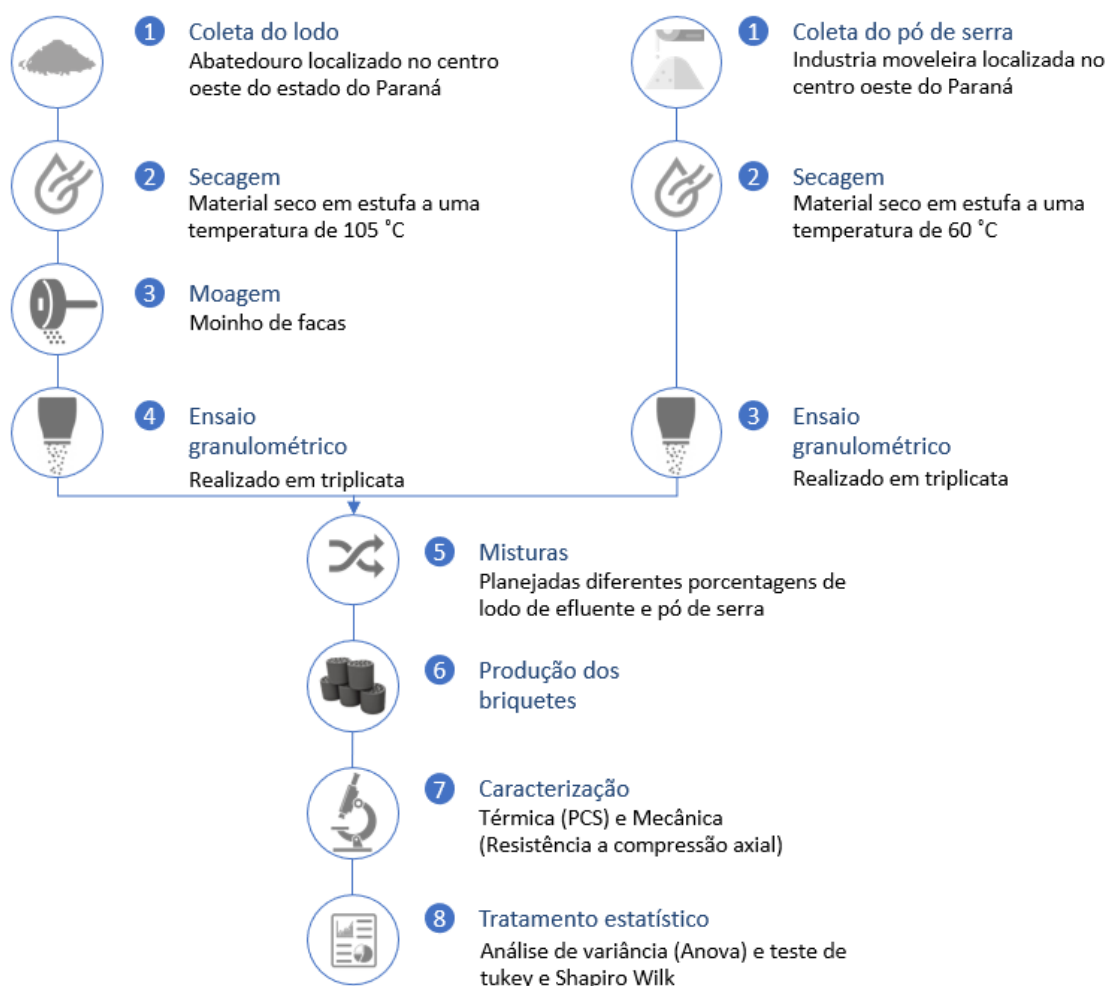 1 Coleta do lodo
Abatedouro localizado no centro
oeste do estado do Paraná
2 Secagem
Material seco em estufa a uma
temperatura de 105 ˚C
3 Moagem
Moinho de facas
4 Ensaio
granulométrico
Realizado em triplicata
1 Coleta do pó de serra
Industria moveleira localizada no
centro oeste do Paraná
2 Secagem
Material seco em estufa a uma
temperatura de 60 ˚C
3 Ensaio
granulométrico
Realizado em triplicata
5 Misturas
Planejadas diferentes porcentagens de
lodo de efluente e pó de serra
6 Produção dos
briquetes
7 Caracterização
Térmica (PCS) e Mecânica
(Resistência a compressão axial)
8 Tratamento estatístico
Análise de variância (Anova) e teste de
tukey e Shapiro Wilk